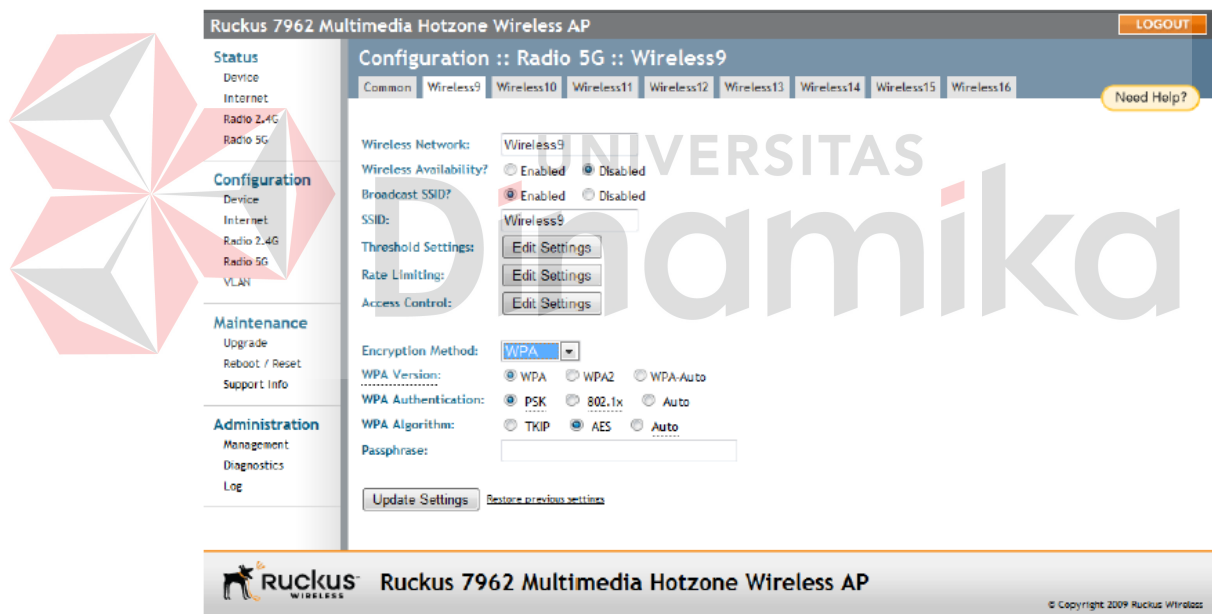 Ruckus 7962 Multimedia Hotzone Wireless AP
LOGOUT
Status
Device
Internet
Radio 2.4G
Radio 5G
Configuration
Device
Internet
Radio 2.4G
Radio 5G
VLAN
Maintenance
Upgrade
Reboot / Reset
Support Info
Administration
Management
Diagnostics
Log
Configuration :: Radio 5G :: Wireless9
Common Wireless9 Wireless10 Wireless11 Wireless12 Wireless13 Wireless14 Wireless15 Wireless16
Need Help?
Wireless Network: Wireless9
Wireless Availability? Enabled Disabled
Broadcast SSID? Enabled Disabled
SSID: Wireless9
Threshold Settings: Edit Settings
Rate Limiting: Edit Settings
Access Control: Edit Settings
Encryption Method: WPA
WPA Version: WPA WPA2 WPA-Auto
WPA Authentication: PSK 802.1x Auto
WPA Algorithm: TKIP AES Auto
Passphrase:
Update Settings Restore previous settings
UNIVERSITAS
Dinamika
Ruckus WIRELESS
Ruckus 7962 Multimedia Hotzone Wireless AP
© Copyright 2009 Ruckus Wireless